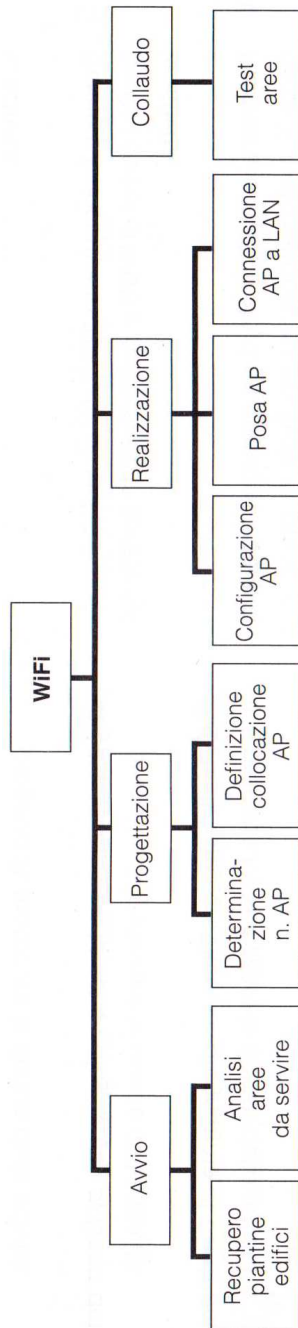 WiFi
Avvio
Progettazione
Realizzazione
Collaudo
Recupero
piantine
edifici
Analisi
aree
da servire
Determina-
zione
n. AP
Definizione
collocazione
AP
Configurazione
AP
Posa AP
Connessione
AP a LAN
Test
aree